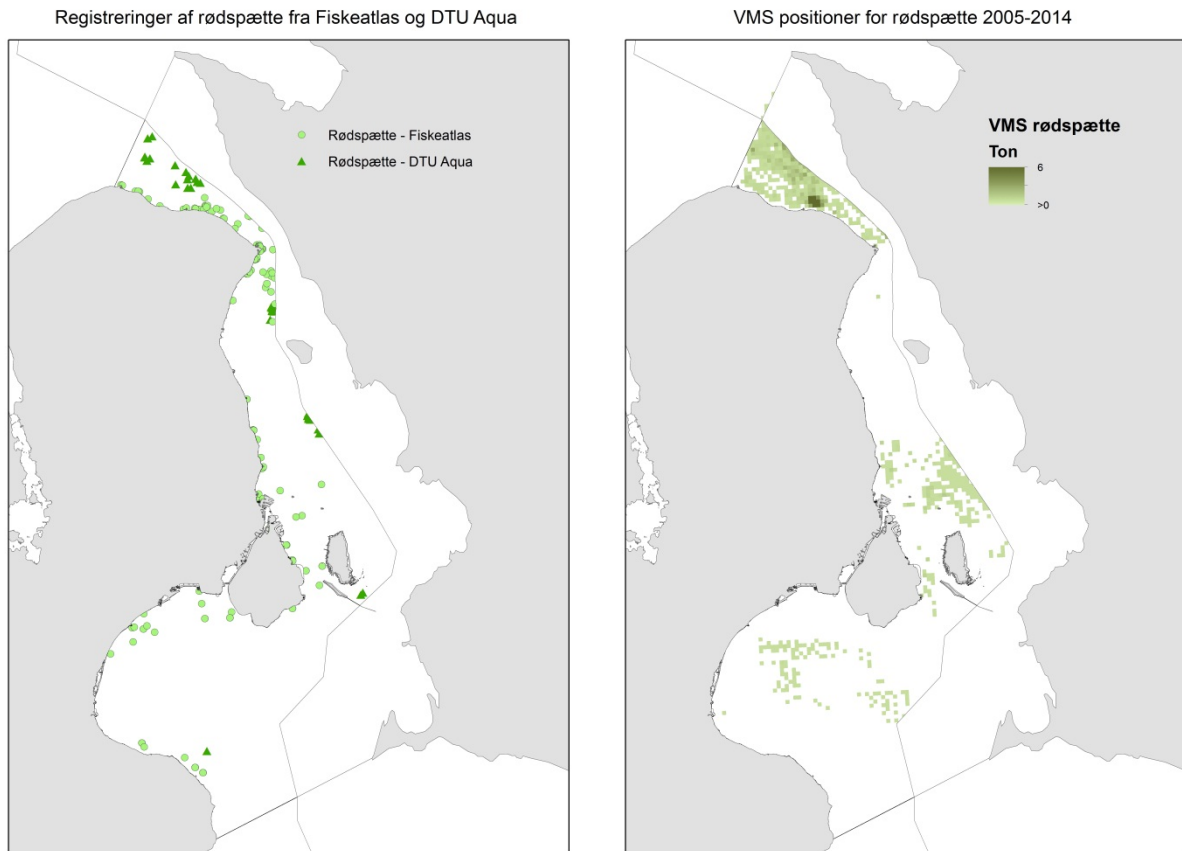 Registreringer af rødspætte fra Fiskeatlas og DTU Aqua
Rødspætte - Fiskeatlas
Rødspætte - DTU Aqua
VMS positioner for rødspætte 2005-2014
VMS rødspætte
Ton
6
>0